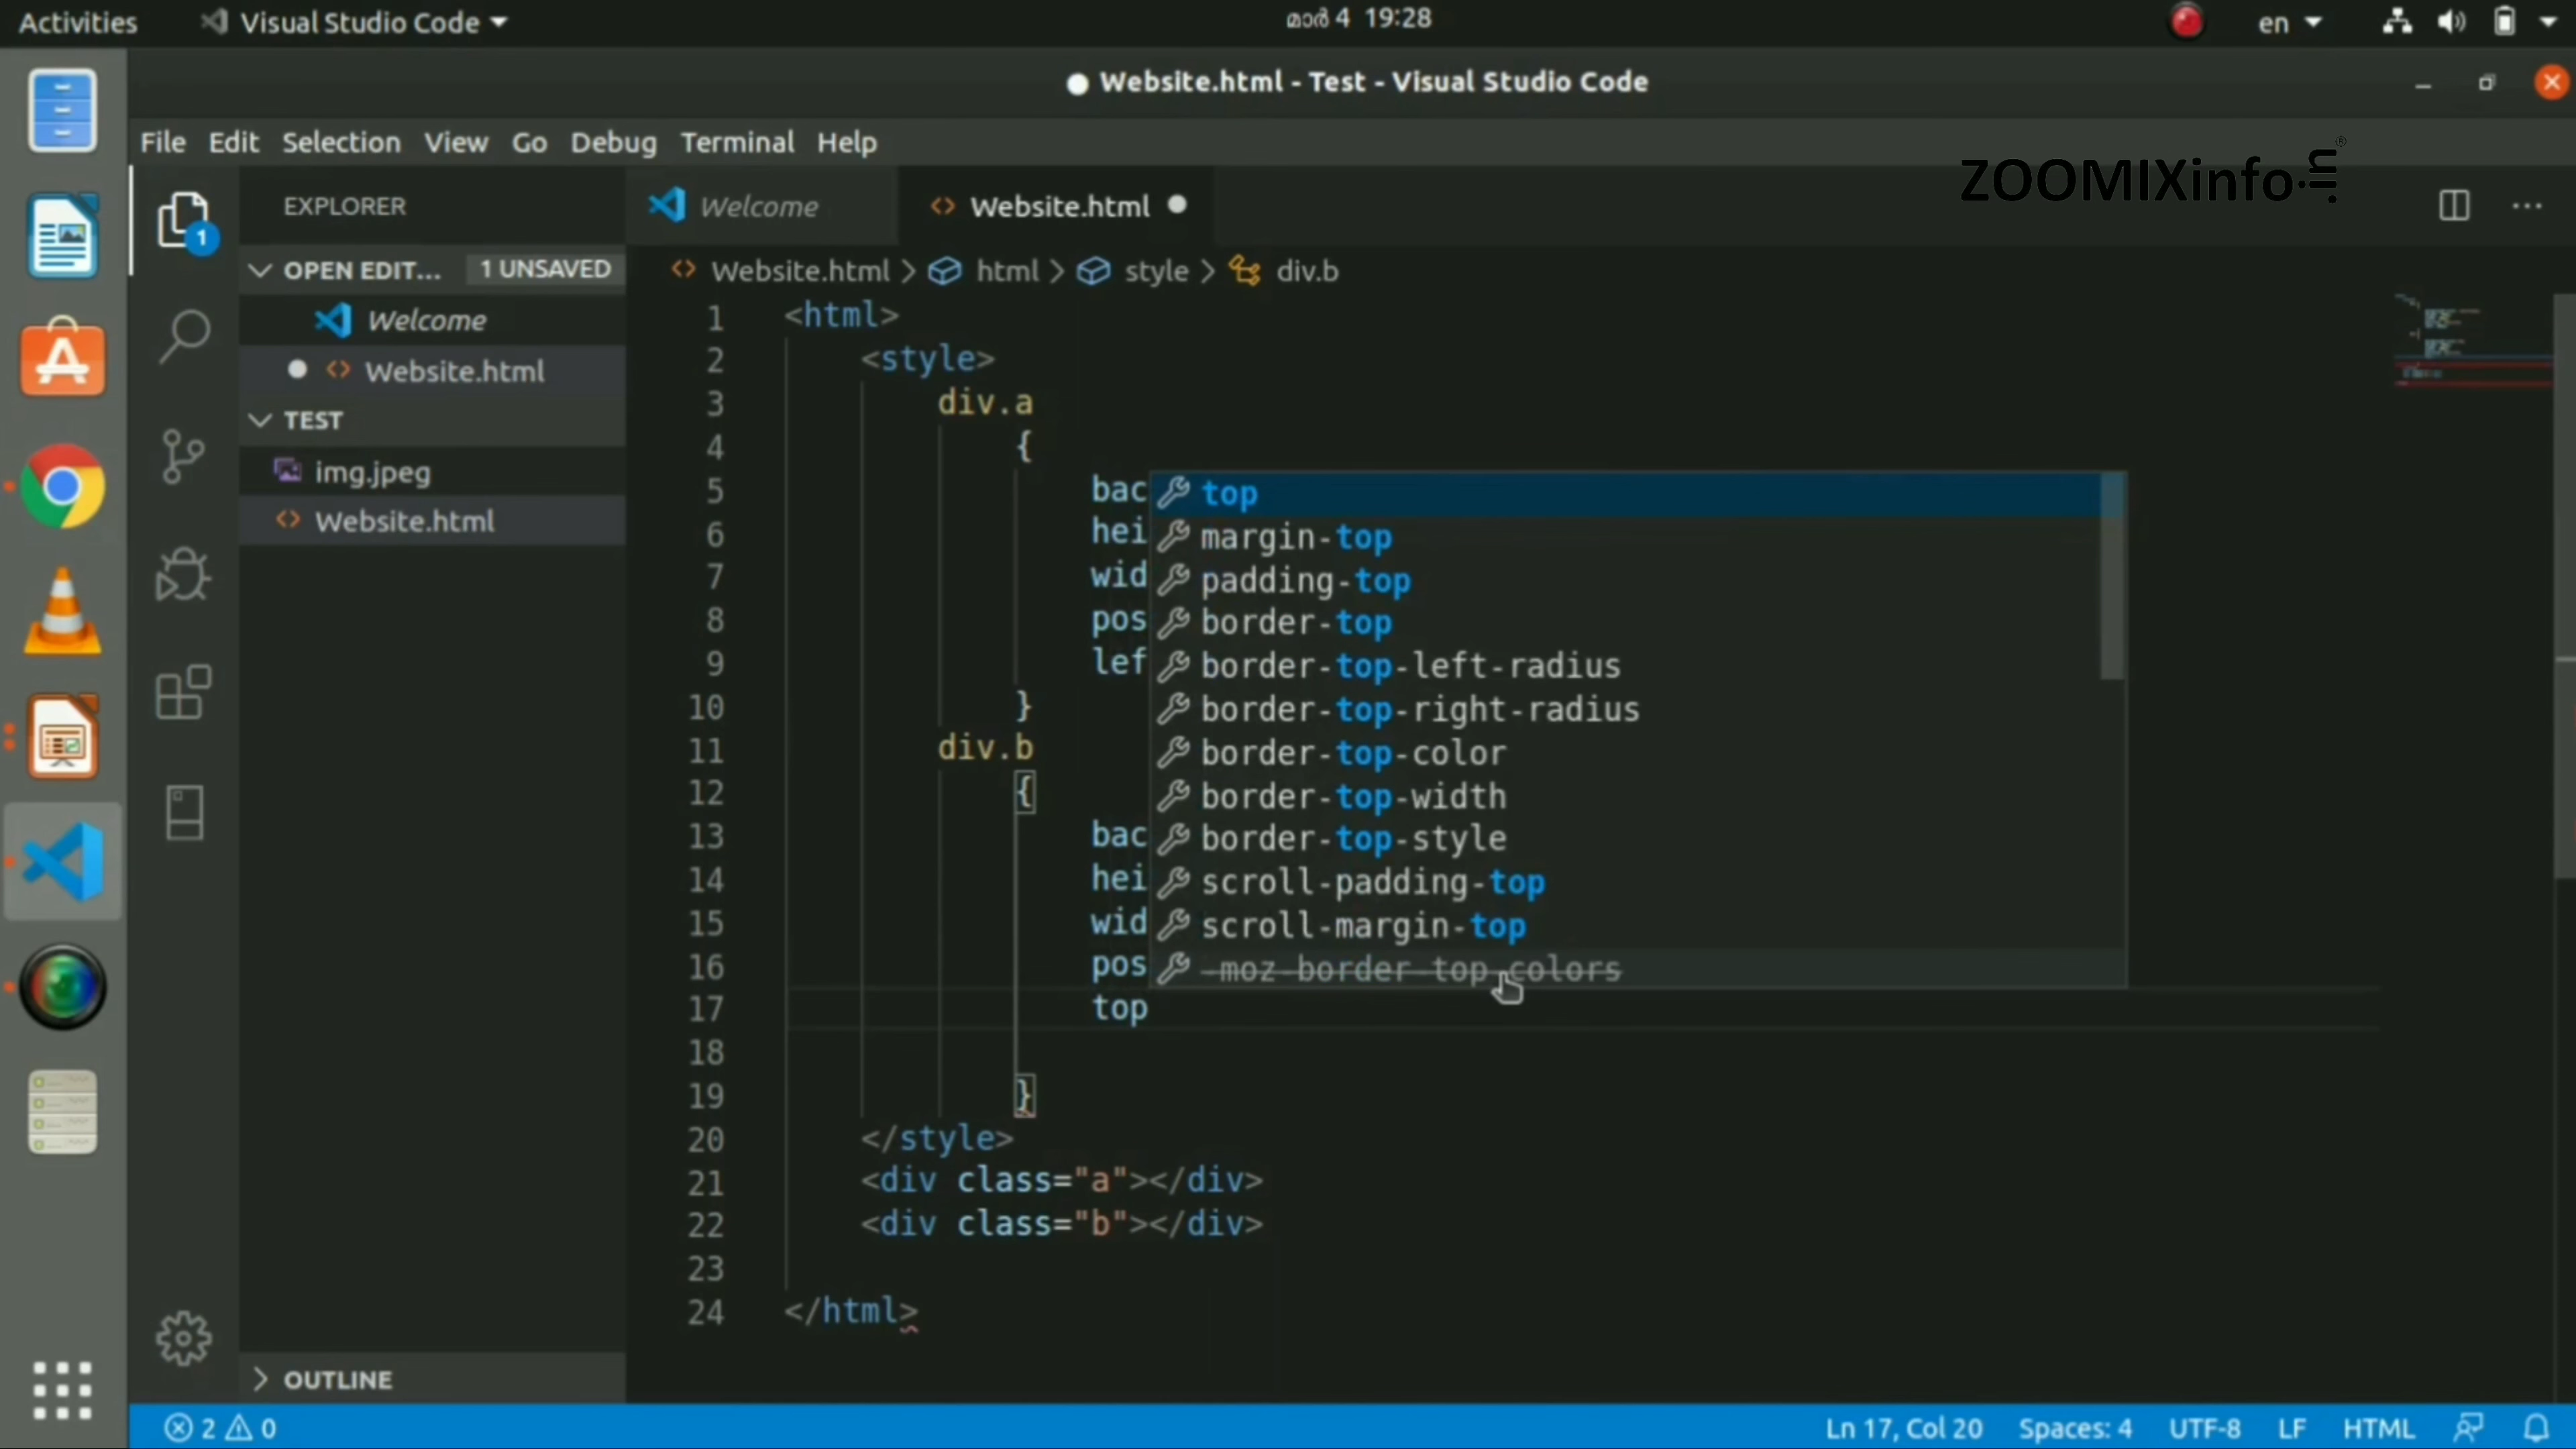 Activities
Visual Studio Code
മാർ 4 19:28
en
Website.html - Test - Visual Studio Code
File Edit Selection View Go Debug Terminal Help
ZOOMIXinfo.in®
EXPLORER
Welcome
Website.html
1
OPEN EDIT...
1 UNSAVED
Website.html > html > style > div.b
Welcome
Website.html
TEST
img.jpeg
Website.html
1 <html>
2 <style>
3 div.a
4 {
5 bac
6 hei
7 wid
8 pos
9 lef
10 }
11 div.b
12 {
13 bac
14 hei
15 wid
16 pos
17 top
18
19 }
20 </style>
21 <div class="a"></div>
22 <div class="b"></div>
23
24 </html>
top
margin-top
padding-top
border-top
border-top-left-radius
border-top-right-radius
border-top-color
border-top-width
border-top-style
scroll-padding-top
scroll-margin-top
-moz-border-top-colors
OUTLINE
2 0
Ln 17, Col 20
Spaces: 4
UTF-8
LF
HTML